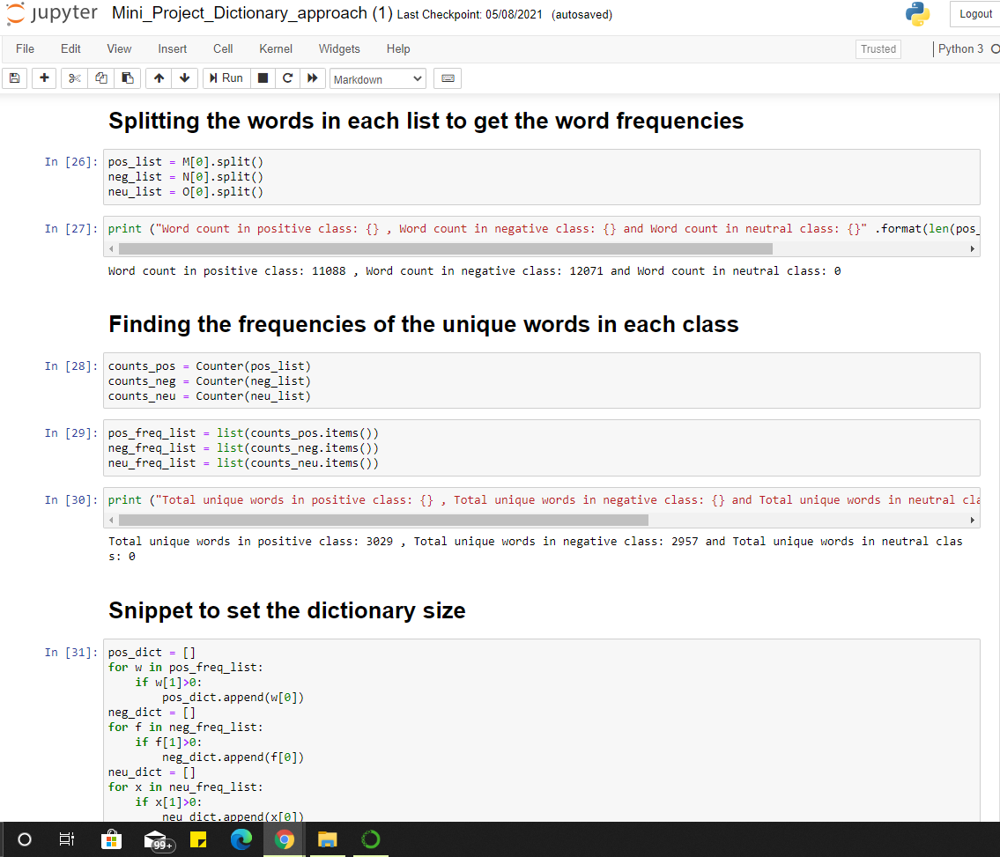 jupyter Mini_Project_Dictionary_approach (1) Last Checkpoint: 05/08/2021 (autosaved)
Logout
File Edit View Insert Cell Kernel Widgets Help Trusted Python 3
Run Markdown
Splitting the words in each list to get the word frequencies
In [26]: pos_list = M[0].split()
neg_list = N[0].split()
neu_list = O[0].split()
In [27]: print ("Word count in positive class: {} , Word count in negative class: {} and Word count in neutral class: {}" .format(len(pos_
Word count in positive class: 11088 , Word count in negative class: 12071 and Word count in neutral class: 0
Finding the frequencies of the unique words in each class
In [28]: counts_pos = Counter(pos_list)
counts_neg = Counter(neg_list)
counts_neu = Counter(neu_list)
In [29]: pos_freq_list = list(counts_pos.items())
neg_freq_list = list(counts_neg.items())
neu_freq_list = list(counts_neu.items())
In [30]: print ("Total unique words in positive class: {} , Total unique words in negative class: {} and Total unique words in neutral cla
Total unique words in positive class: 3029 , Total unique words in negative class: 2957 and Total unique words in neutral clas
s: 0
Snippet to set the dictionary size
In [31]: pos_dict = []
for w in pos_freq_list:
    if w[1]>0:
        pos_dict.append(w[0])
neg_dict = []
for f in neg_freq_list:
    if f[1]>0:
        neg_dict.append(f[0])
neu_dict = []
for x in neu_freq_list:
    if x[1]>0:
        neu_dict.append(x[0])
99+